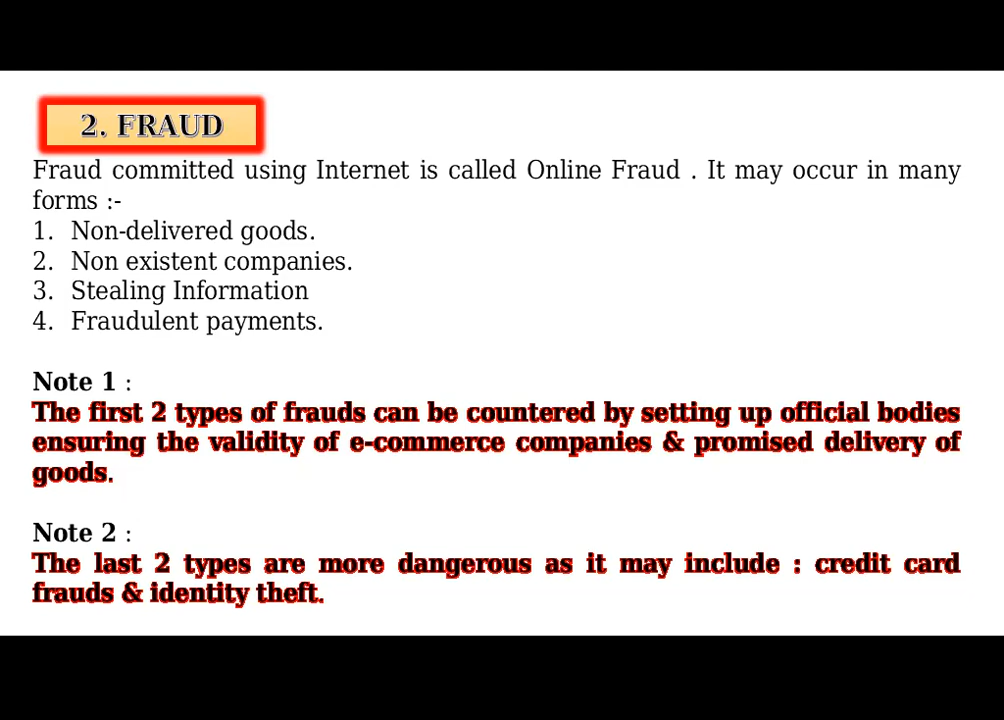 2. FRAUD
Fraud committed using Internet is called Online Fraud . It may occur in many
forms :-
1. Non-delivered goods.
2. Non existent companies.
3. Stealing Information
4. Fraudulent payments.
Note 1 :
The first 2 types of frauds can be countered by setting up official bodies
ensuring the validity of e-commerce companies & promised delivery of
goods.
Note 2 :
The last 2 types are more dangerous as it may include : credit card
frauds & identity theft.